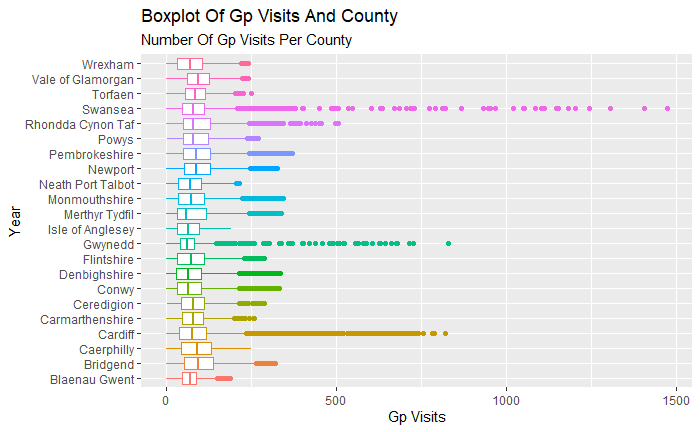 Boxplot Of Gp Visits And County
Number Of Gp Visits Per County
Wrexham
Vale of Glamorgan
Torfaen
Swansea
Rhondda Cynon Taf
Powys
Pembrokeshire
Newport
Neath Port Talbot
Monmouthshire
Merthyr Tydfil
Isle of Anglesey
Gwynedd
Flintshire
Denbighshire
Conwy
Ceredigion
Carmarthenshire
Cardiff
Caerphilly
Bridgend
Blaenau Gwent
Year
0 500 1000 1500
Gp Visits